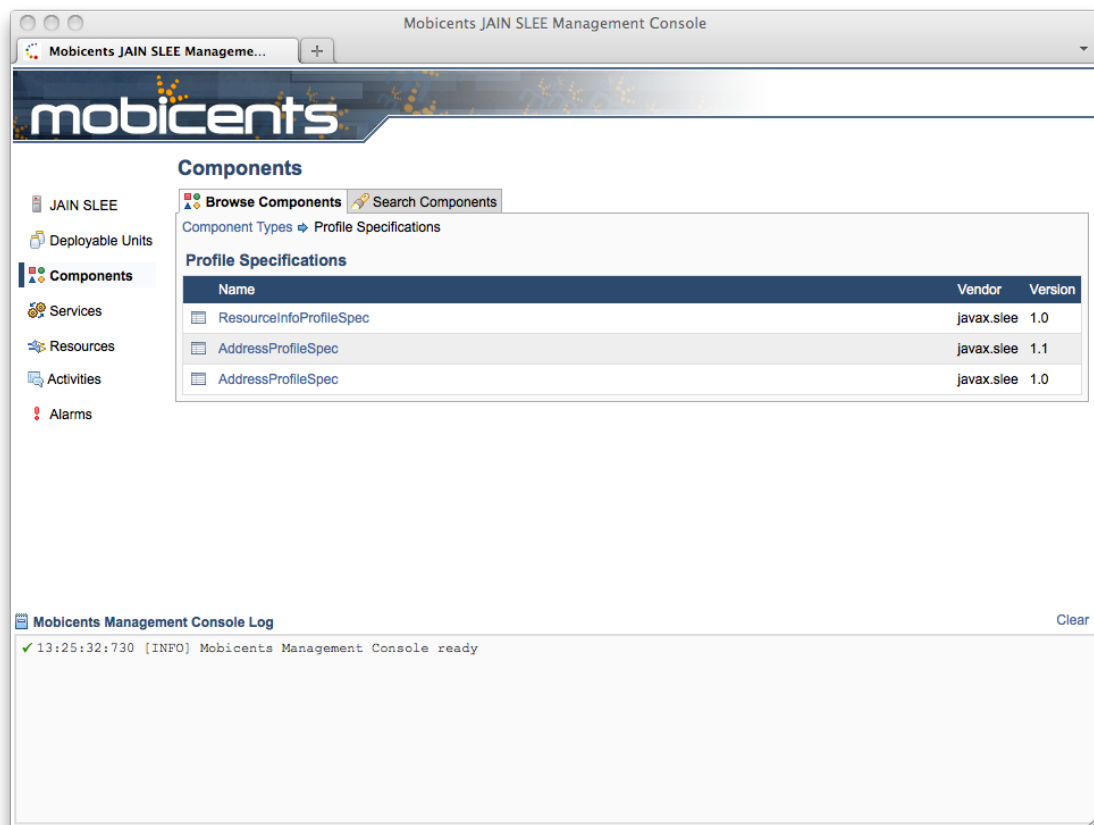 Mobicents JAIN SLEE Management Console
Mobicents JAIN SLEE Manageme...
mobicents
Components
JAIN SLEE
Deployable Units
Components
Services
Resources
Activities
Alarms
Browse Components
Search Components
Component Types Profile Specifications
Profile Specifications
Name Vendor Version
ResourceInfoProfileSpec javax.slee 1.0
AddressProfileSpec javax.slee 1.1
AddressProfileSpec javax.slee 1.0
Mobicents Management Console Log Clear
13:25:32:730 [INFO] Mobicents Management Console ready